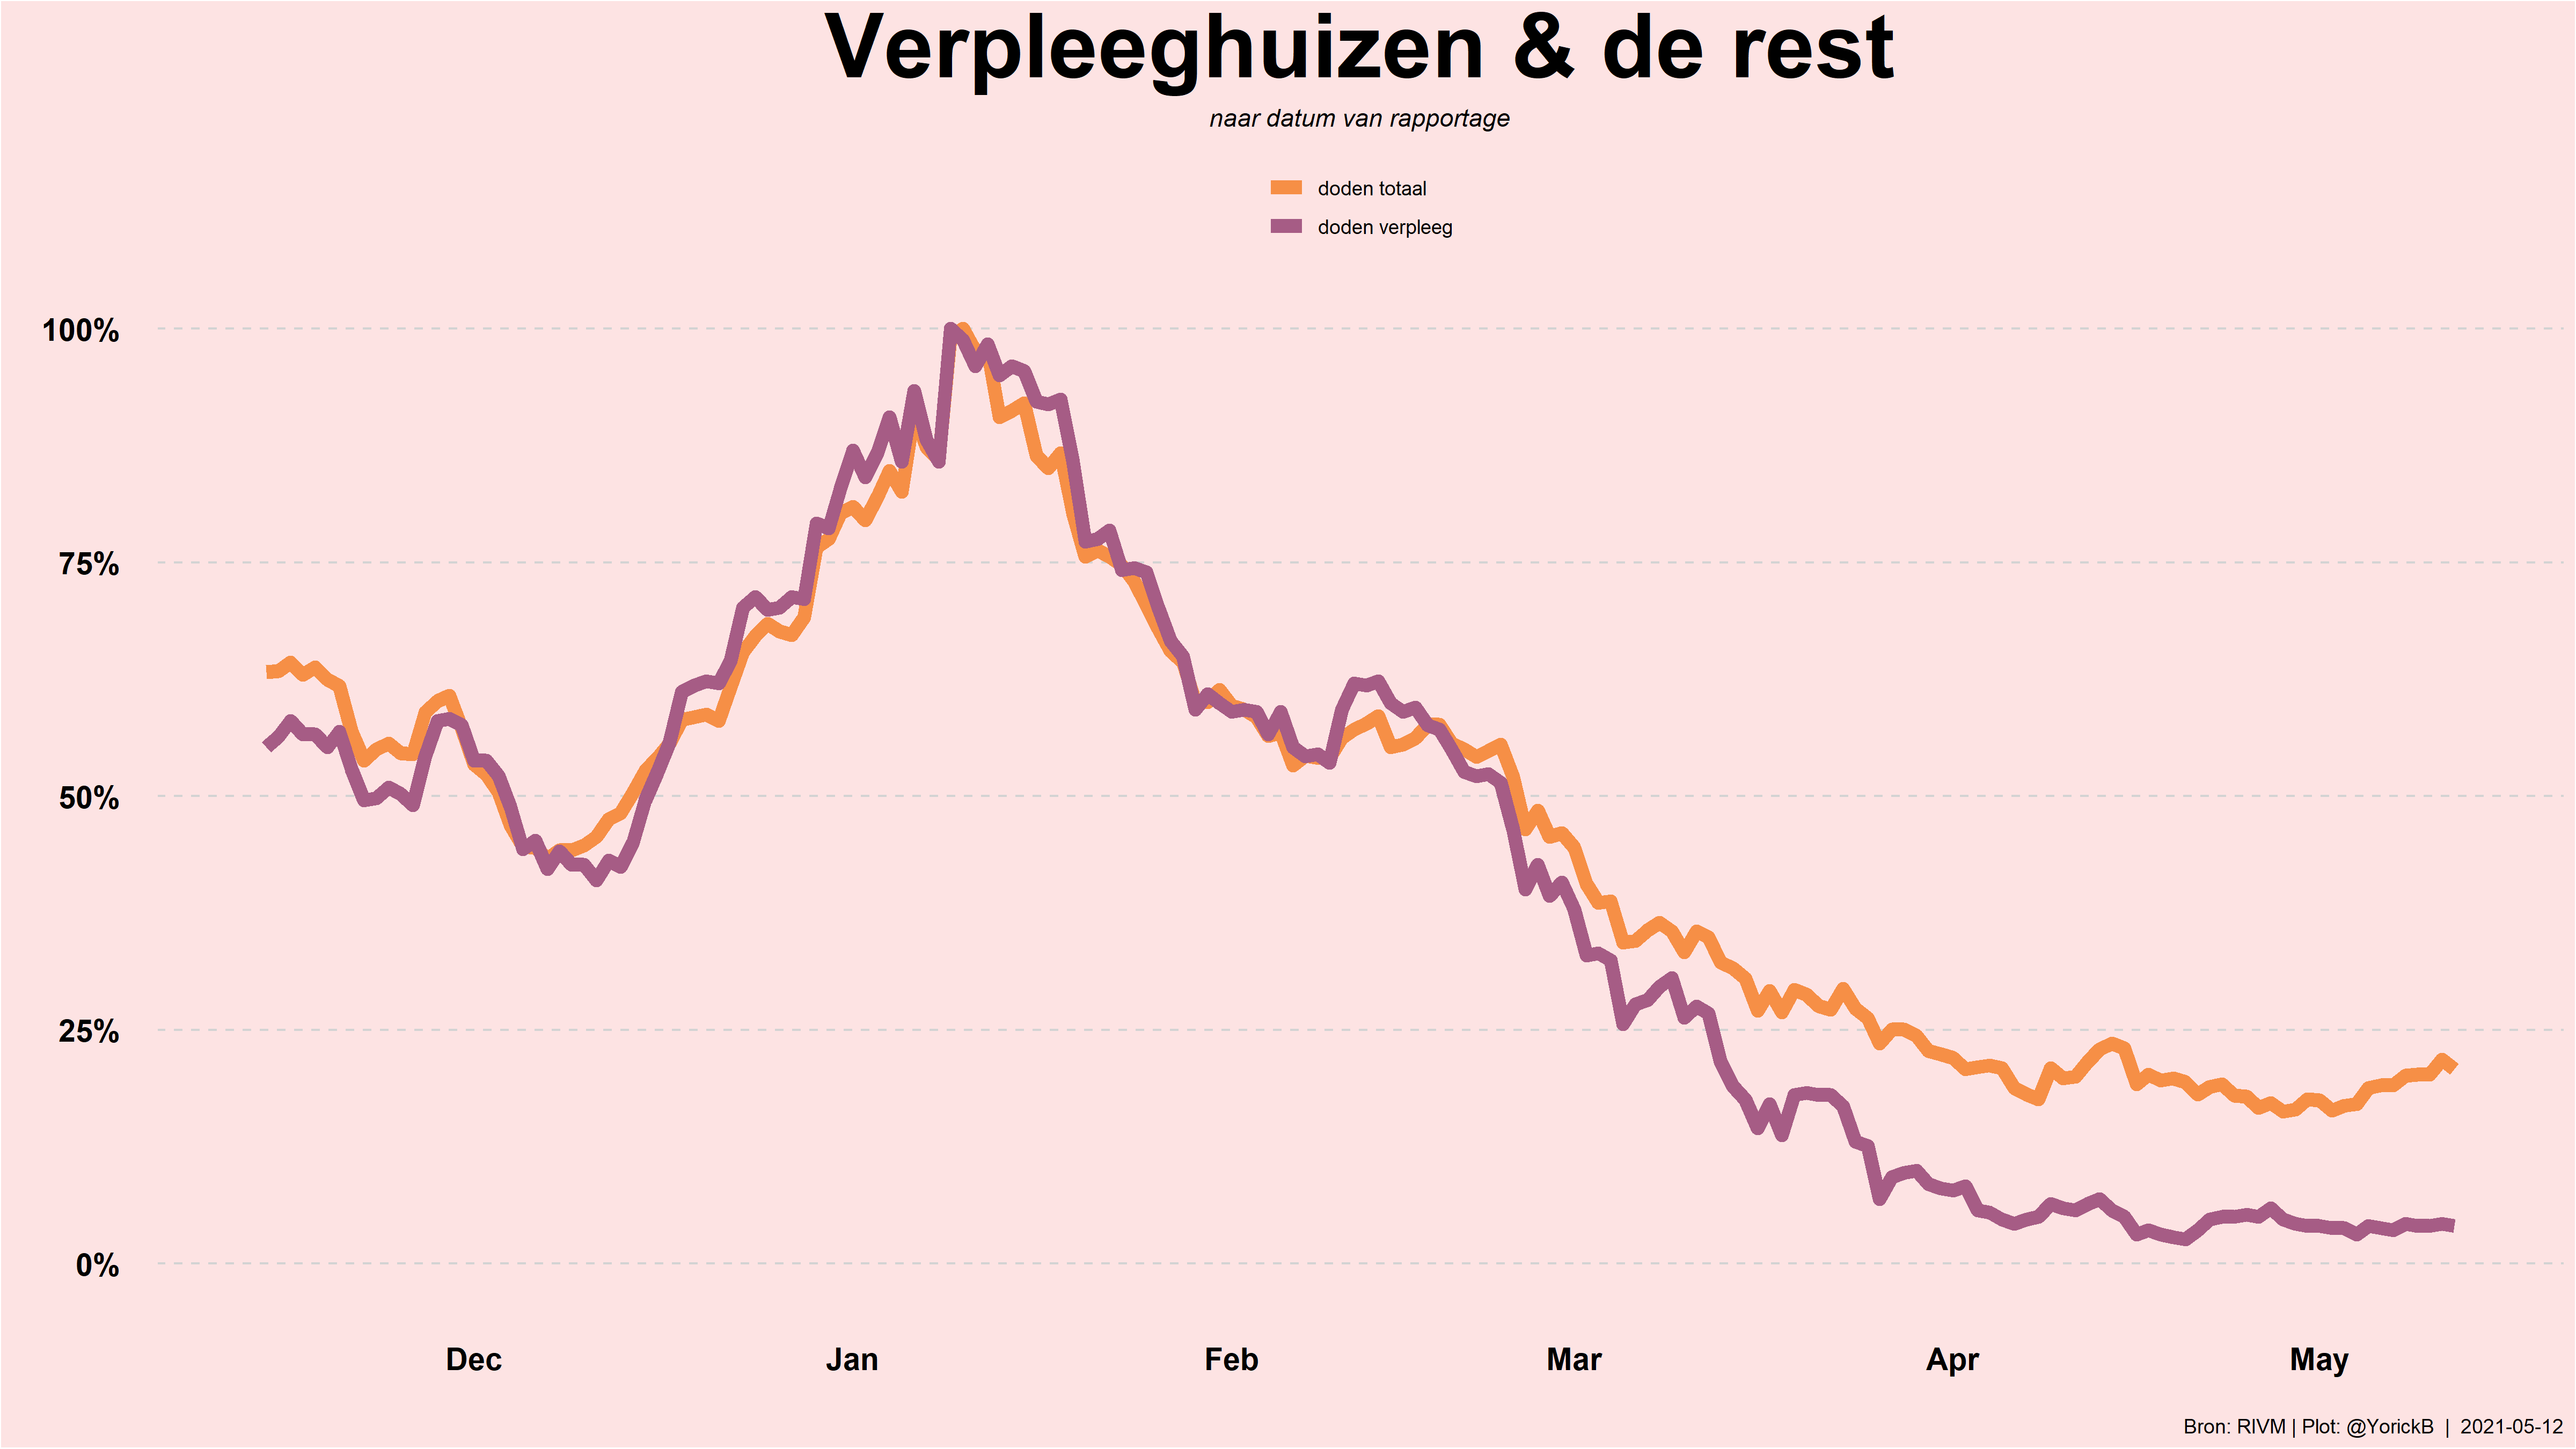 Verpleeghuizen & de rest
naar datum van rapportage
doden totaal
doden verpleeg
100%
75%
50%
25%
0%
Dec Jan Feb Mar Apr May
Bron: RIVM | Plot: @YorickB | 2021-05-12